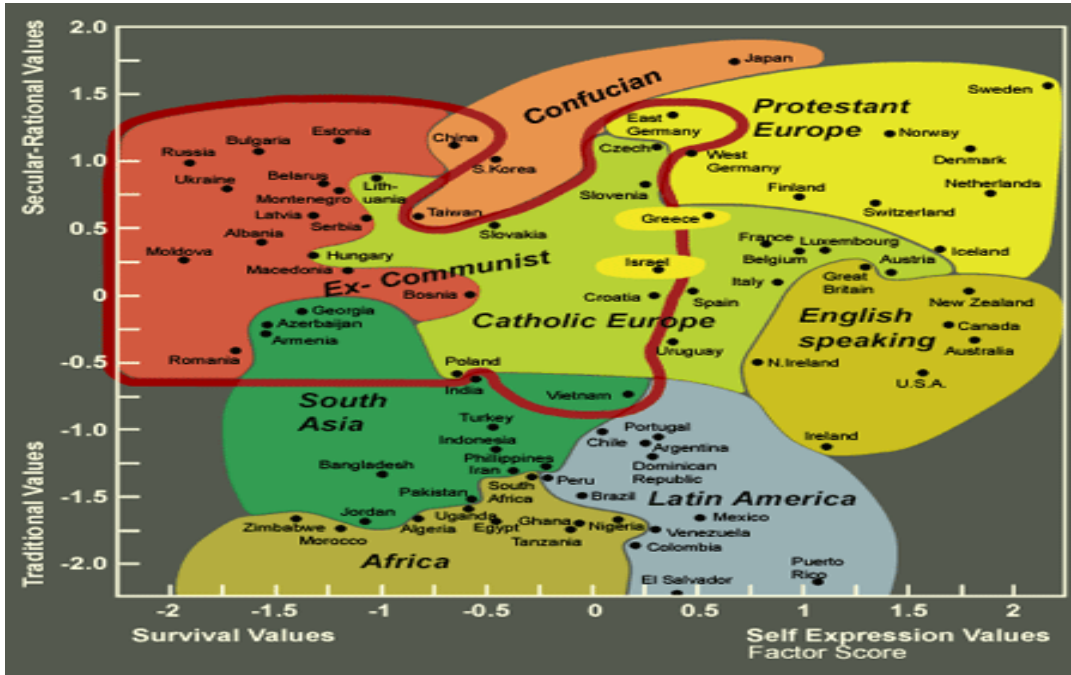 Secular-Rational Values
Traditional Values
2.0
1.5
1.0
0.5
0
-0.5
-1.0
-1.5
-2.0
Japan
Confucian
Sweden
Protestant
Europe
East
Germany
Norway
China
Estonia
Bulgaria
Russia
Czech
West
Germany
Denmark
S.Korea
Ukraine
Belarus
Lith-
uania
Montenegro
Slovenia
Finland
Netherlands
Latvia
Serbia
Taiwan
Switzerland
Greece
Slovakia
Albania
France
Luxembourg
Moldova
Hungary
Belgium
Austria
Iceland
Macedonia
Ex- Communist
Israel
Italy
Great
Britain
Bosnia
Croatia
Spain
New Zealand
Georgia
Azerbaijan
Armenia
Catholic Europe
English
speaking
Canada
Australia
Romania
Uruguay
N.Ireland
U.S.A.
Poland
India
Vietnam
South
Asia
Turkey
Indonesia
Portugal
Chile
Argentina
Ireland
Phillippines
Iran
Dominican
Republic
Bangladesh
South
Africa
Peru
Pakistan
Brazil
Latin America
Jordan
Uganda
Mexico
Zimbabwe
Morocco
Algeria
Egypt
Ghana
Nigeria
Tanzania
Venezuela
Colombia
Africa
Puerto
Rico
El Salvador
-2
-1.5
-1
-0.5
0
0.5
1
1.5
2
Survival Values
Self Expression Values
Factor Score